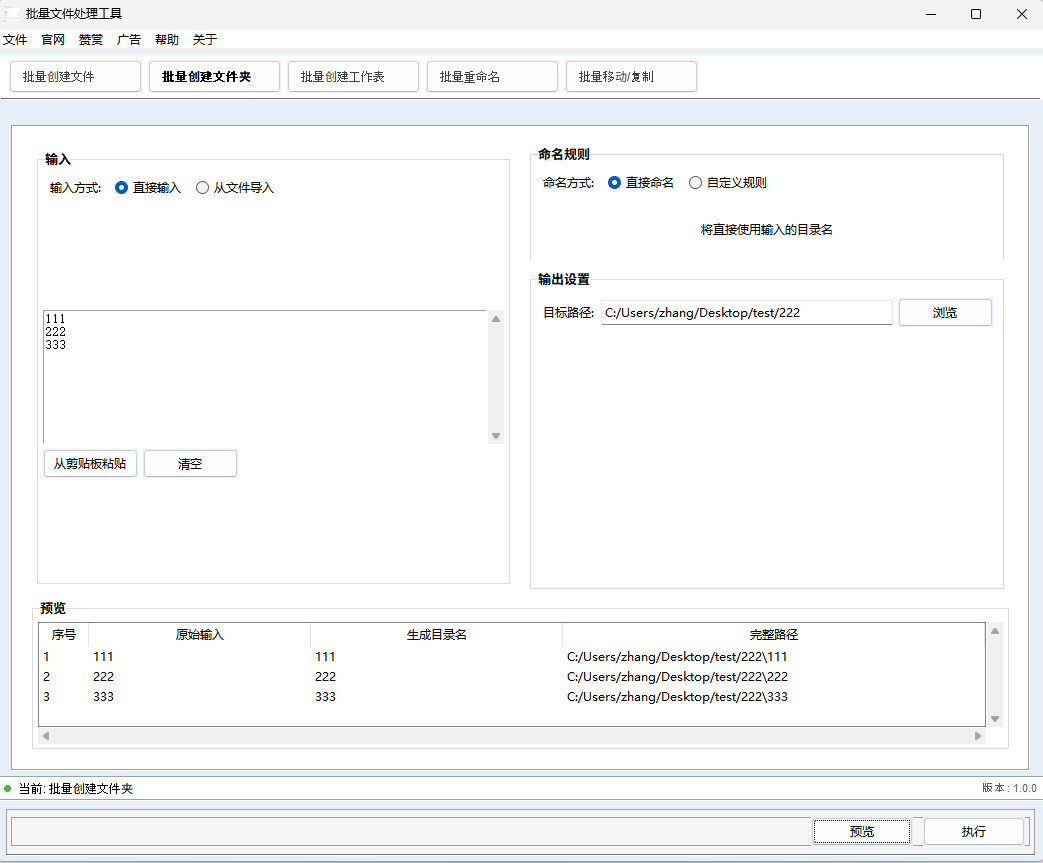 批量文件处理工具
文件 官网 赞赏 广告 帮助 关于
批量创建文件 批量创建文件夹 批量创建工作表 批量重命名 批量移动/复制
输入
输入方式: 直接输入 从文件导入
111
222
333
从剪贴板粘贴 清空
命名规则
命名方式: 直接命名 自定义规则
将直接使用输入的目录名
输出设置
目标路径: C:/Users/zhang/Desktop/test/222 浏览
预览
序号 原始输入 生成目录名 完整路径
1 111 111 C:/Users/zhang/Desktop/test/222\111
2 222 222 C:/Users/zhang/Desktop/test/222\222
3 333 333 C:/Users/zhang/Desktop/test/222\333
当前: 批量创建文件夹 版本 : 1.0.0
预览 执行